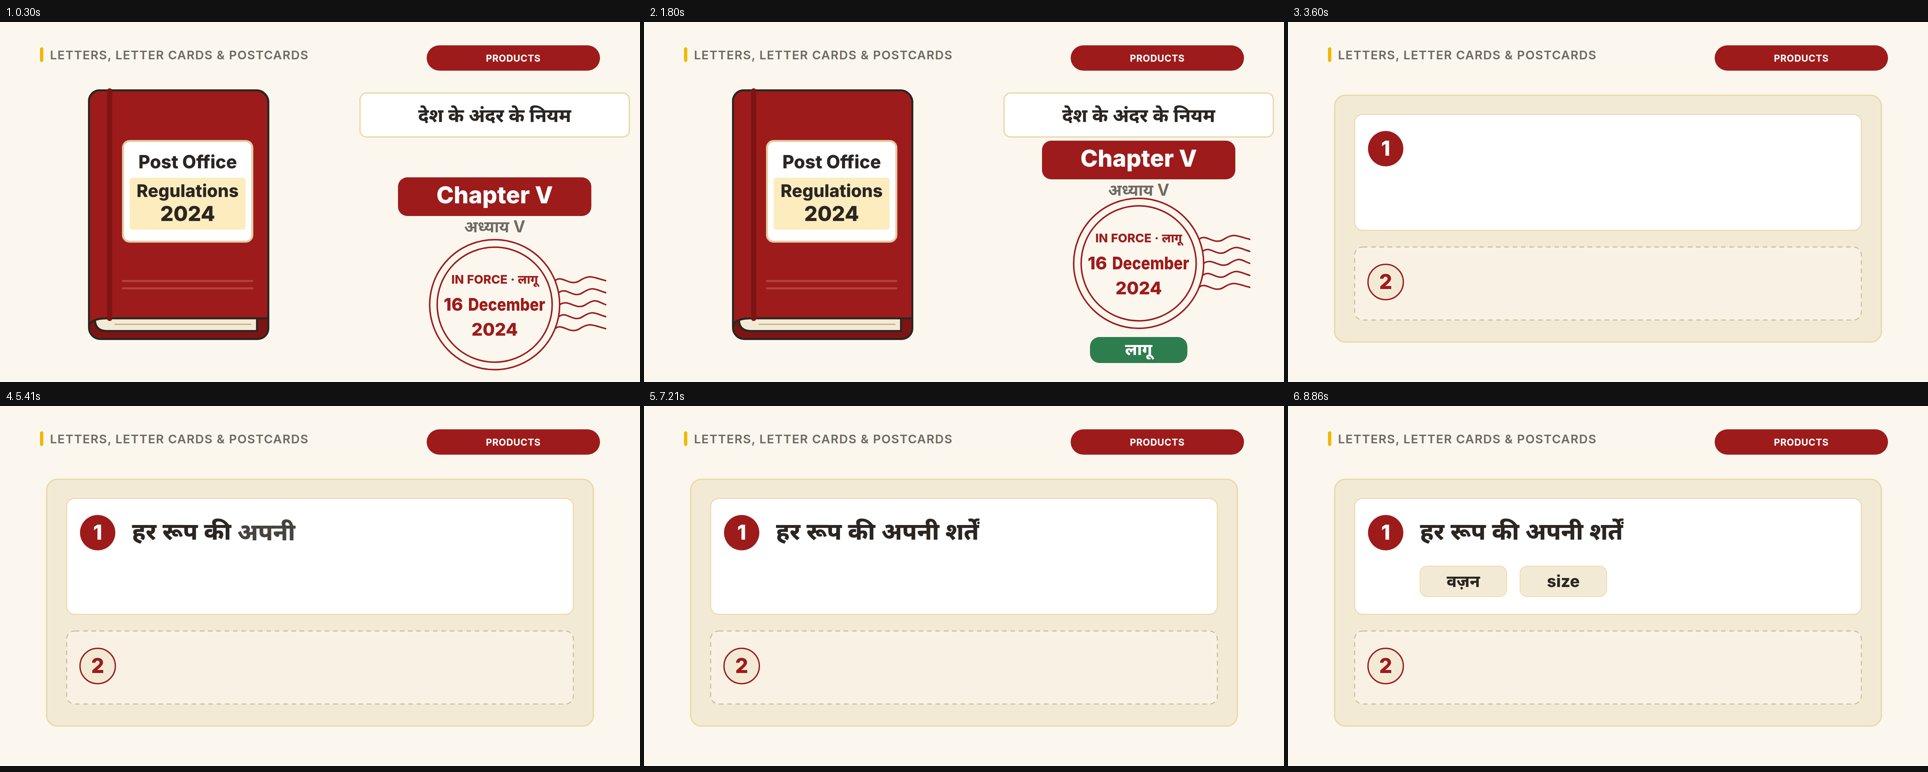 1. 0.30s
LETTERS, LETTER CARDS & POSTCARDS
PRODUCTS
Post Office
Regulations
2024
देश के अंदर के नियम
Chapter V
अध्याय V
IN FORCE · लागू
16 December
2024
2. 1.80s
LETTERS, LETTER CARDS & POSTCARDS
PRODUCTS
Post Office
Regulations
2024
देश के अंदर के नियम
Chapter V
अध्याय V
IN FORCE · लागू
16 December
2024
लागू
3. 3.60s
LETTERS, LETTER CARDS & POSTCARDS
PRODUCTS
1
2
4. 5.41s
LETTERS, LETTER CARDS & POSTCARDS
PRODUCTS
1 हर रूप की अपनी
2
5. 7.21s
LETTERS, LETTER CARDS & POSTCARDS
PRODUCTS
1 हर रूप की अपनी शर्तें
2
6. 8.86s
LETTERS, LETTER CARDS & POSTCARDS
PRODUCTS
1 हर रूप की अपनी शर्तें
वज़न size
2